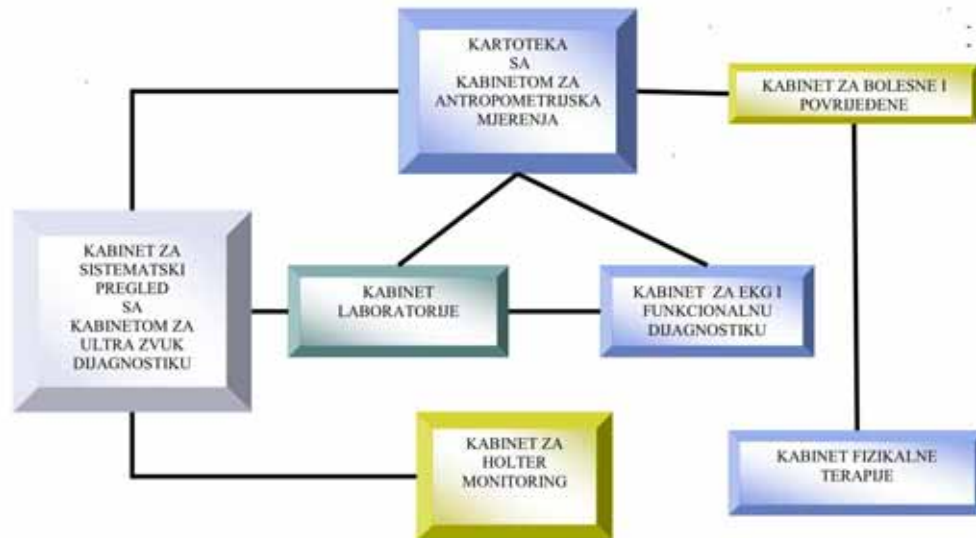 KARTOTEKA
SA
KABINETOM ZA
ANTROPOMETRIJSKA
MJERENJA
KABINET ZA BOLESNE I
POVRIJEĐENE
KABINET ZA
SISTEMATSKI
PREGLED
SA
KABINETOM ZA
ULTRA ZVUK
DIJAGNOSTIKU
KABINET
LABORATORIJE
KABINET ZA EKG I
FUNKCIONALNU
DIJAGNOSTIKU
KABINET ZA
HOLTER
MONITORING
KABINET FIZIKALNE
TERAPIJE